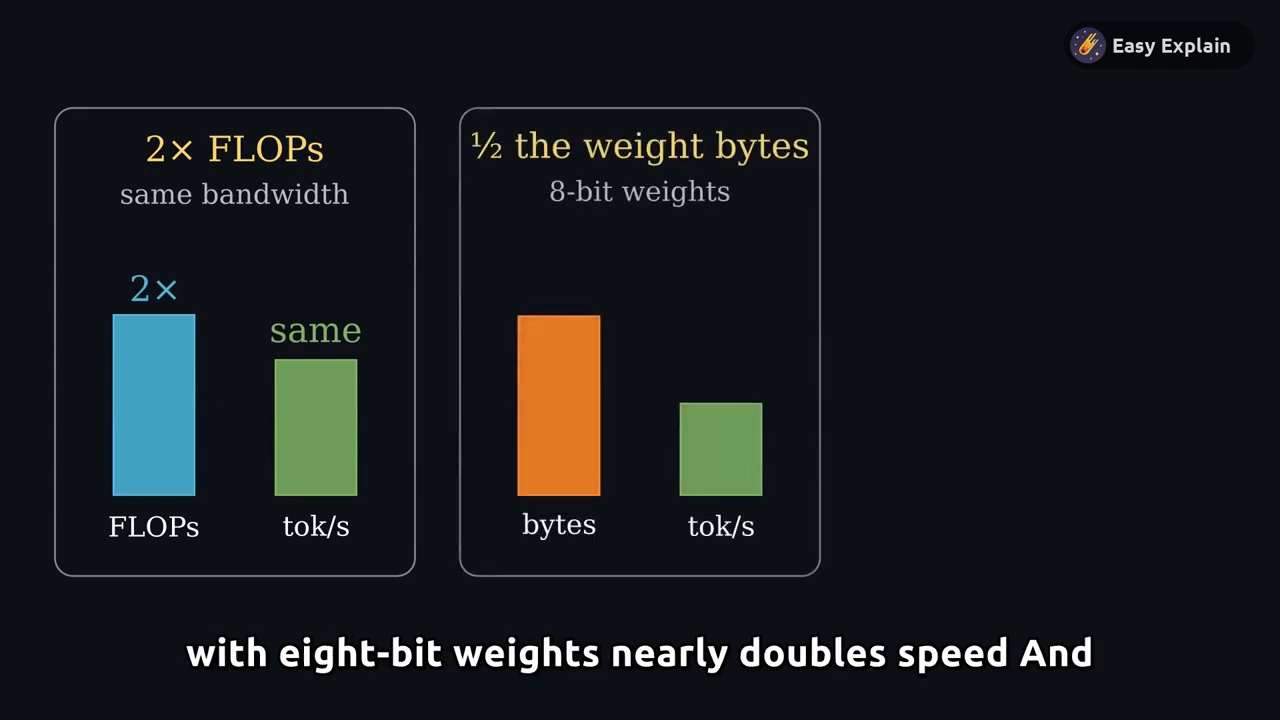 Easy Explain
2× FLOPs
same bandwidth
2×
same
FLOPs
tok/s
½ the weight bytes
8-bit weights
bytes
tok/s
with eight-bit weights nearly doubles speed And